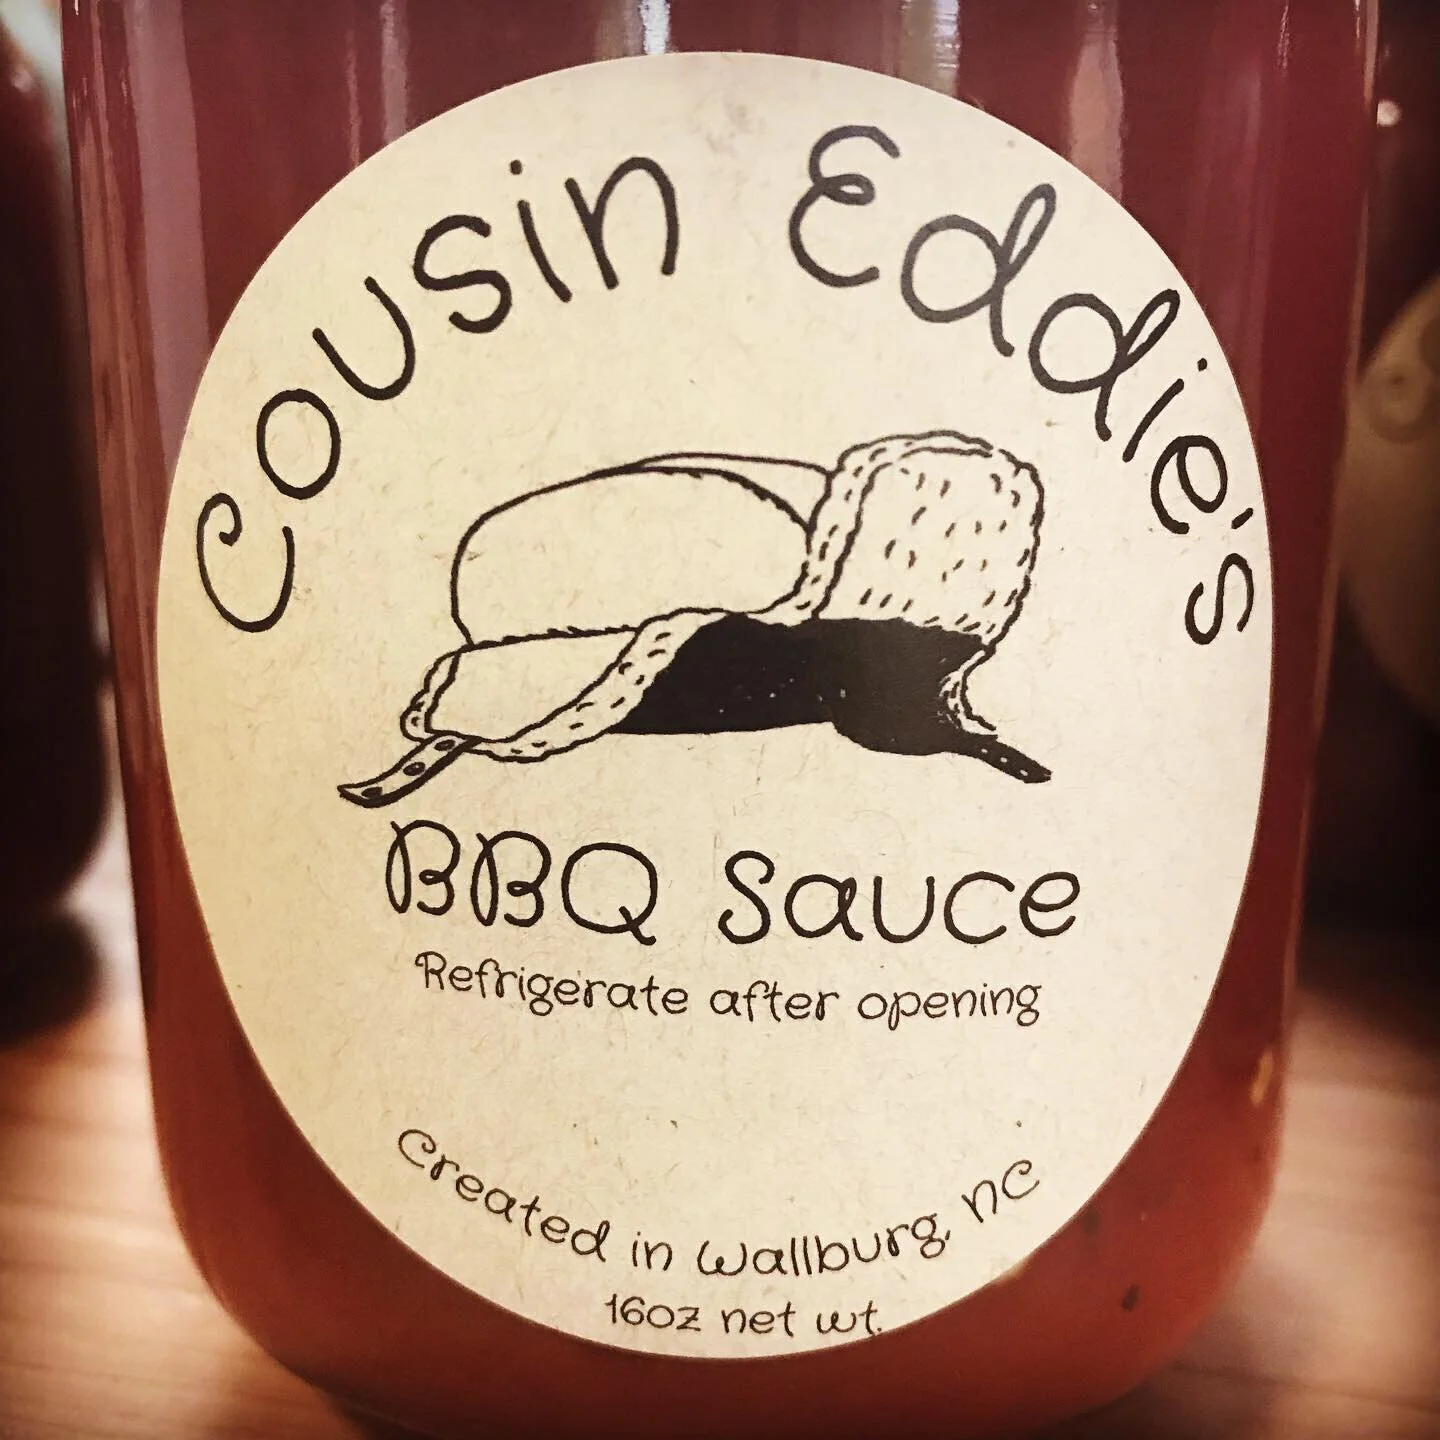 Cousin Eddie's
BBQ Sauce
Refrigerate after opening
Created in Wallburg, NC
16oz net wt.